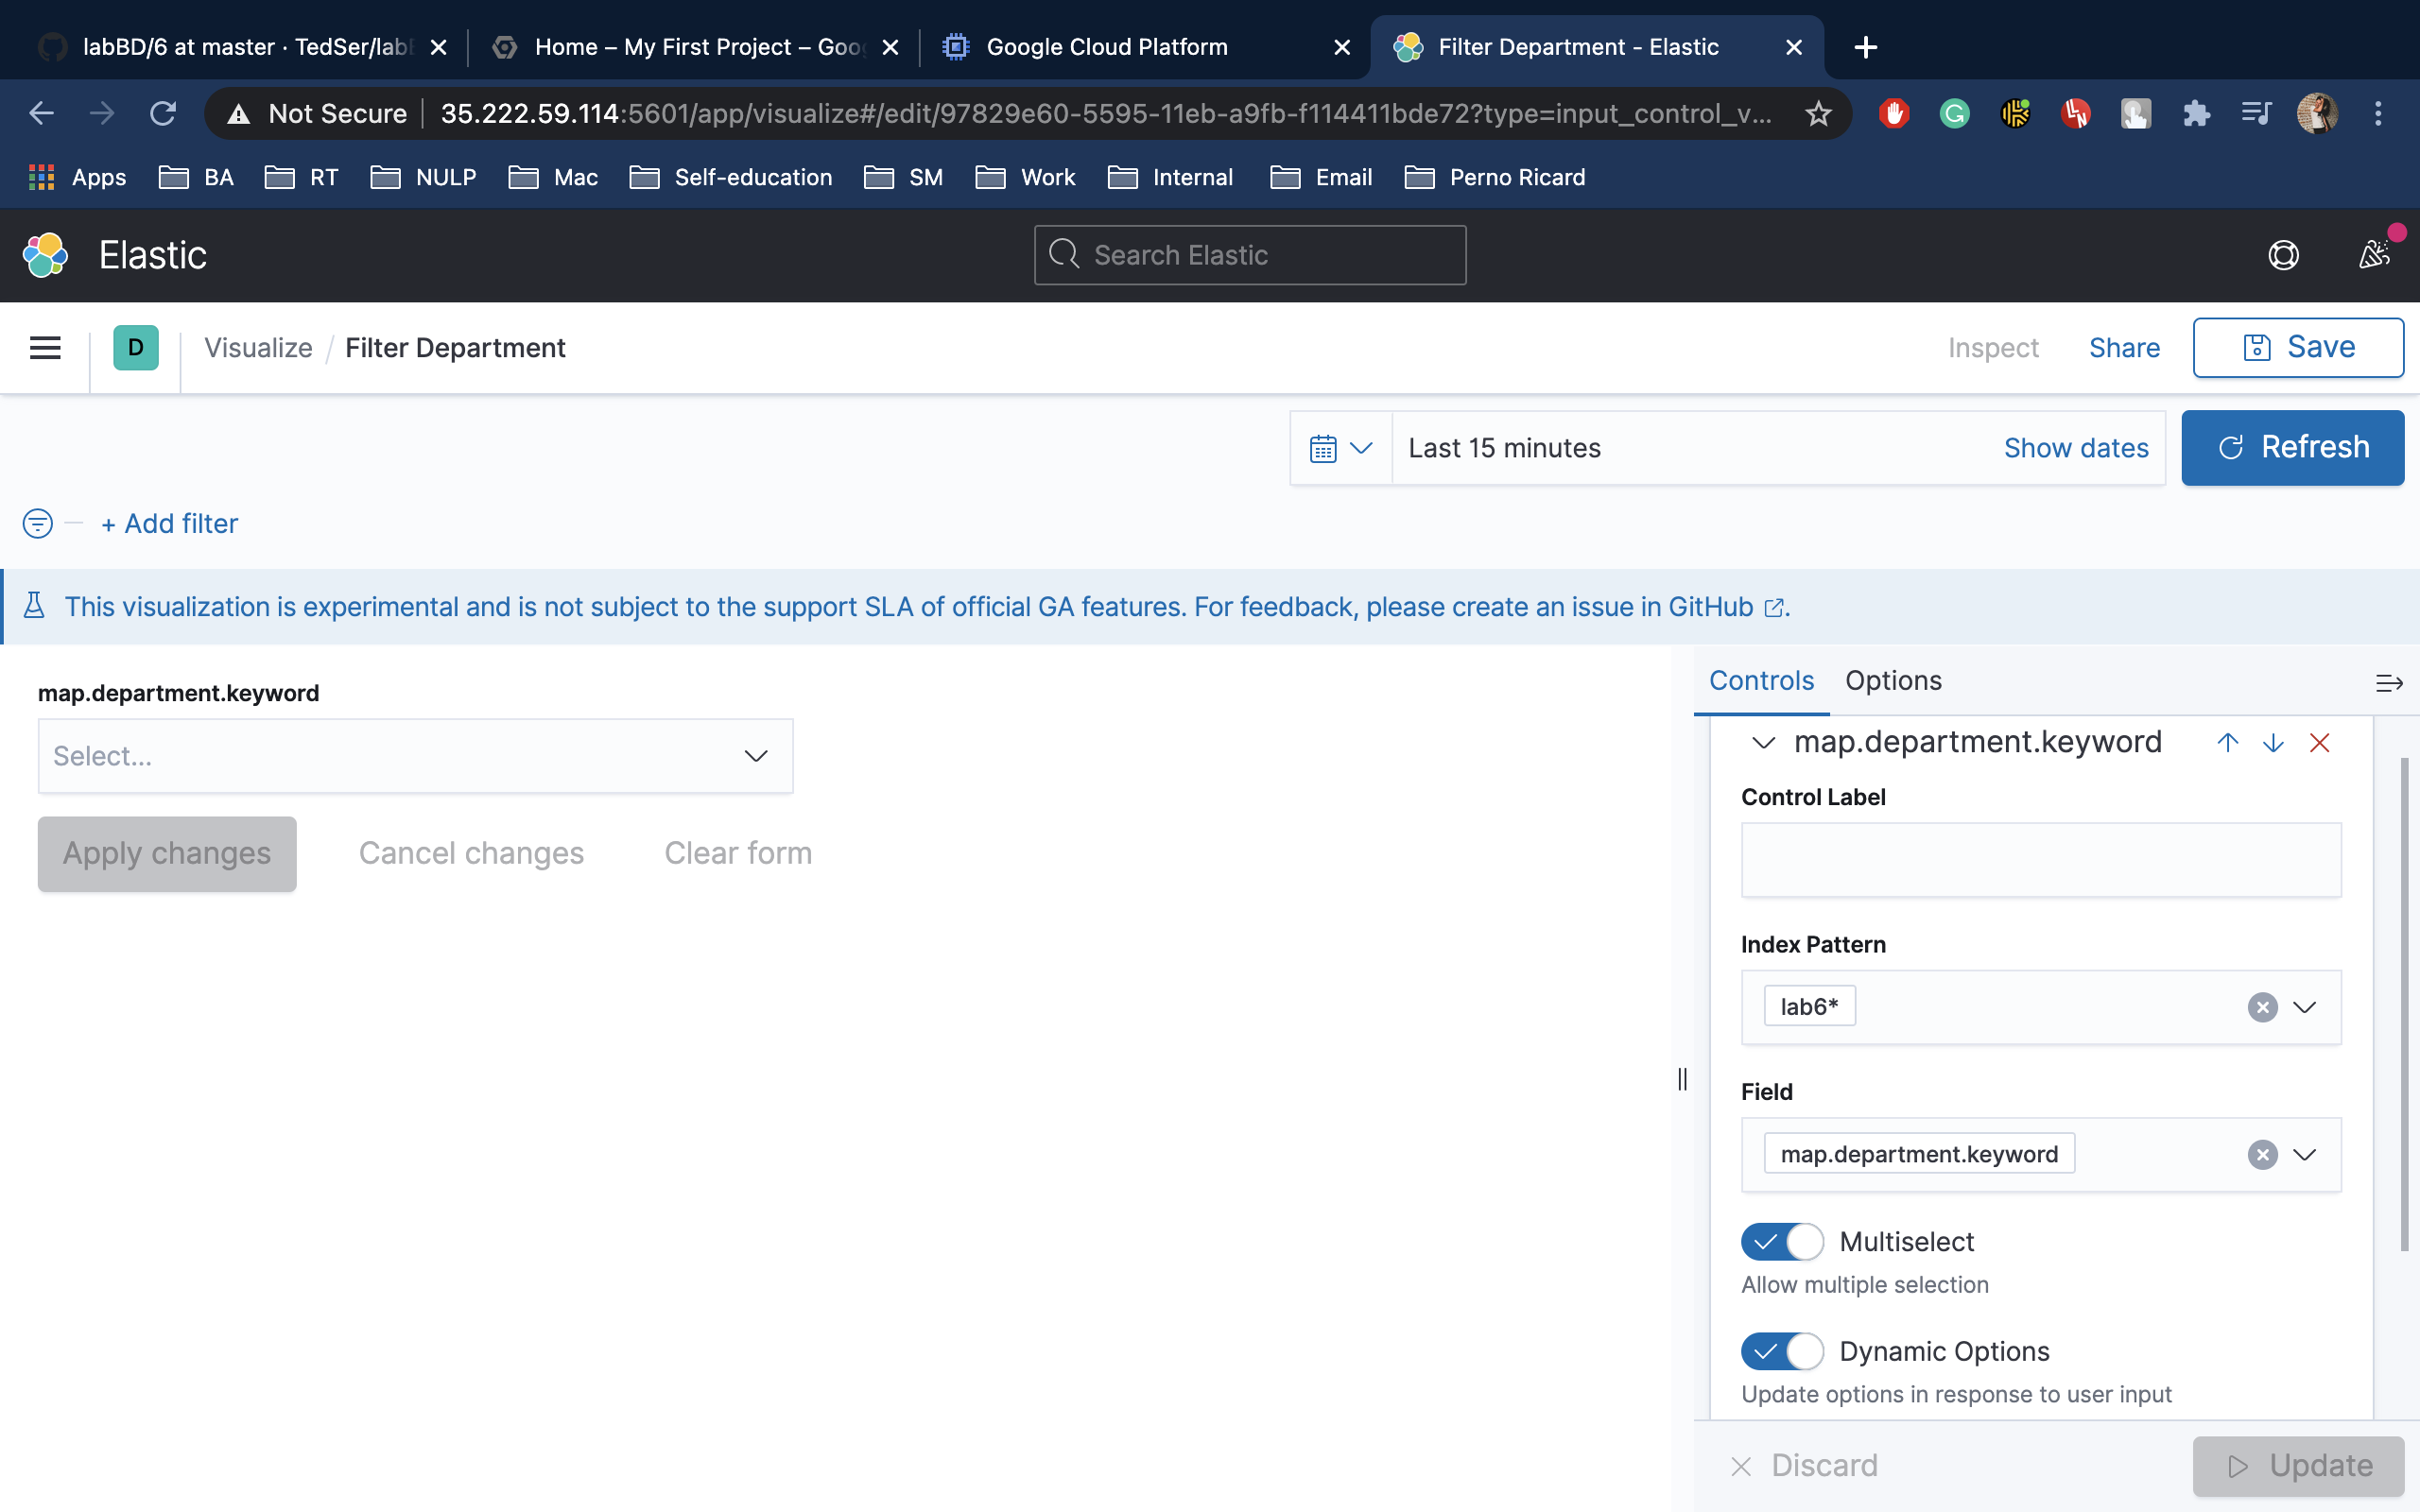 labBD/6 at master · TedSer/labB
Home – My First Project – Goo
Google Cloud Platform
Filter Department - Elastic
Not Secure
35.222.59.114:5601/app/visualize#/edit/97829e60-5595-11eb-a9fb-f114411bde72?type=input_control_v...
Apps
BA
RT
NULP
Mac
Self-education
SM
Work
Internal
Email
Perno Ricard
Elastic
Search Elastic
D
Visualize / Filter Department
Inspect
Share
Save
Last 15 minutes
Show dates
Refresh
+ Add filter
This visualization is experimental and is not subject to the support SLA of official GA features. For feedback, please create an issue in GitHub .
map.department.keyword
Select...
Apply changes
Cancel changes
Clear form
Controls
Options
map.department.keyword
Control Label
Index Pattern
lab6*
Field
map.department.keyword
Multiselect
Allow multiple selection
Dynamic Options
Update options in response to user input
Discard
Update